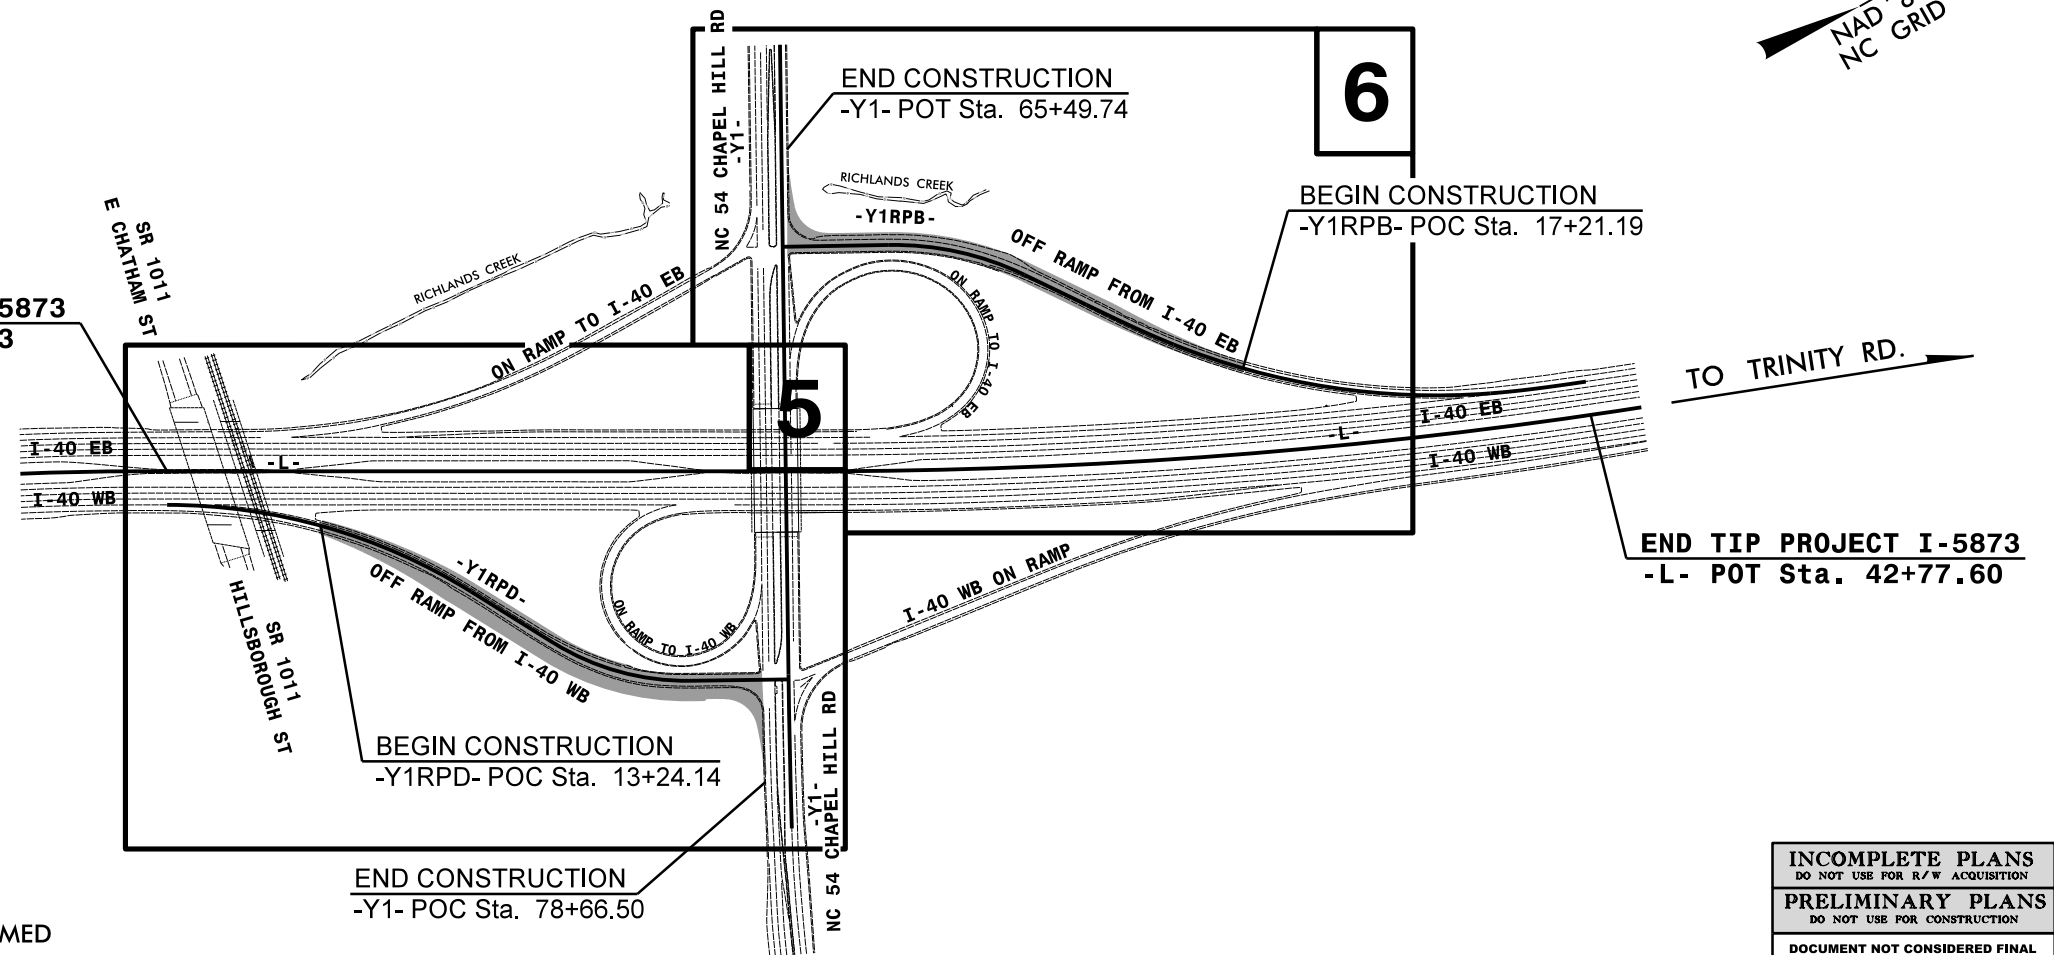 NAD
NC GRID
6
END CONSTRUCTION
-Y1- POT Sta. 65+49.74
NC 54 CHAPEL HILL RD
-Y1-
RICHLANDS CREEK
-Y1RPB-
BEGIN CONSTRUCTION
-Y1RPB- POC Sta. 17+21.19
OFF RAMP FROM I-40 EB
ON RAMP TO I-40 EB
SR 1011
E CHATHAM ST
RICHLANDS CREEK
ON RAMP TO I-40 EB
5873
3
5
TO TRINITY RD.
I-40 EB
-L-
I-40 WB
-L-
I-40 EB
I-40 WB
END TIP PROJECT I-5873
-L- POT Sta. 42+77.60
-Y1RPD-
OFF RAMP FROM I-40 WB
ON RAMP TO I-40 WB
I-40 WB ON RAMP
SR 1011
HILLSBOROUGH ST
BEGIN CONSTRUCTION
-Y1RPD- POC Sta. 13+24.14
-Y1-
NC 54 CHAPEL HILL RD
END CONSTRUCTION
-Y1- POC Sta. 78+66.50
MED
INCOMPLETE PLANS
DO NOT USE FOR R/W ACQUISITION
PRELIMINARY PLANS
DO NOT USE FOR CONSTRUCTION
DOCUMENT NOT CONSIDERED FINAL